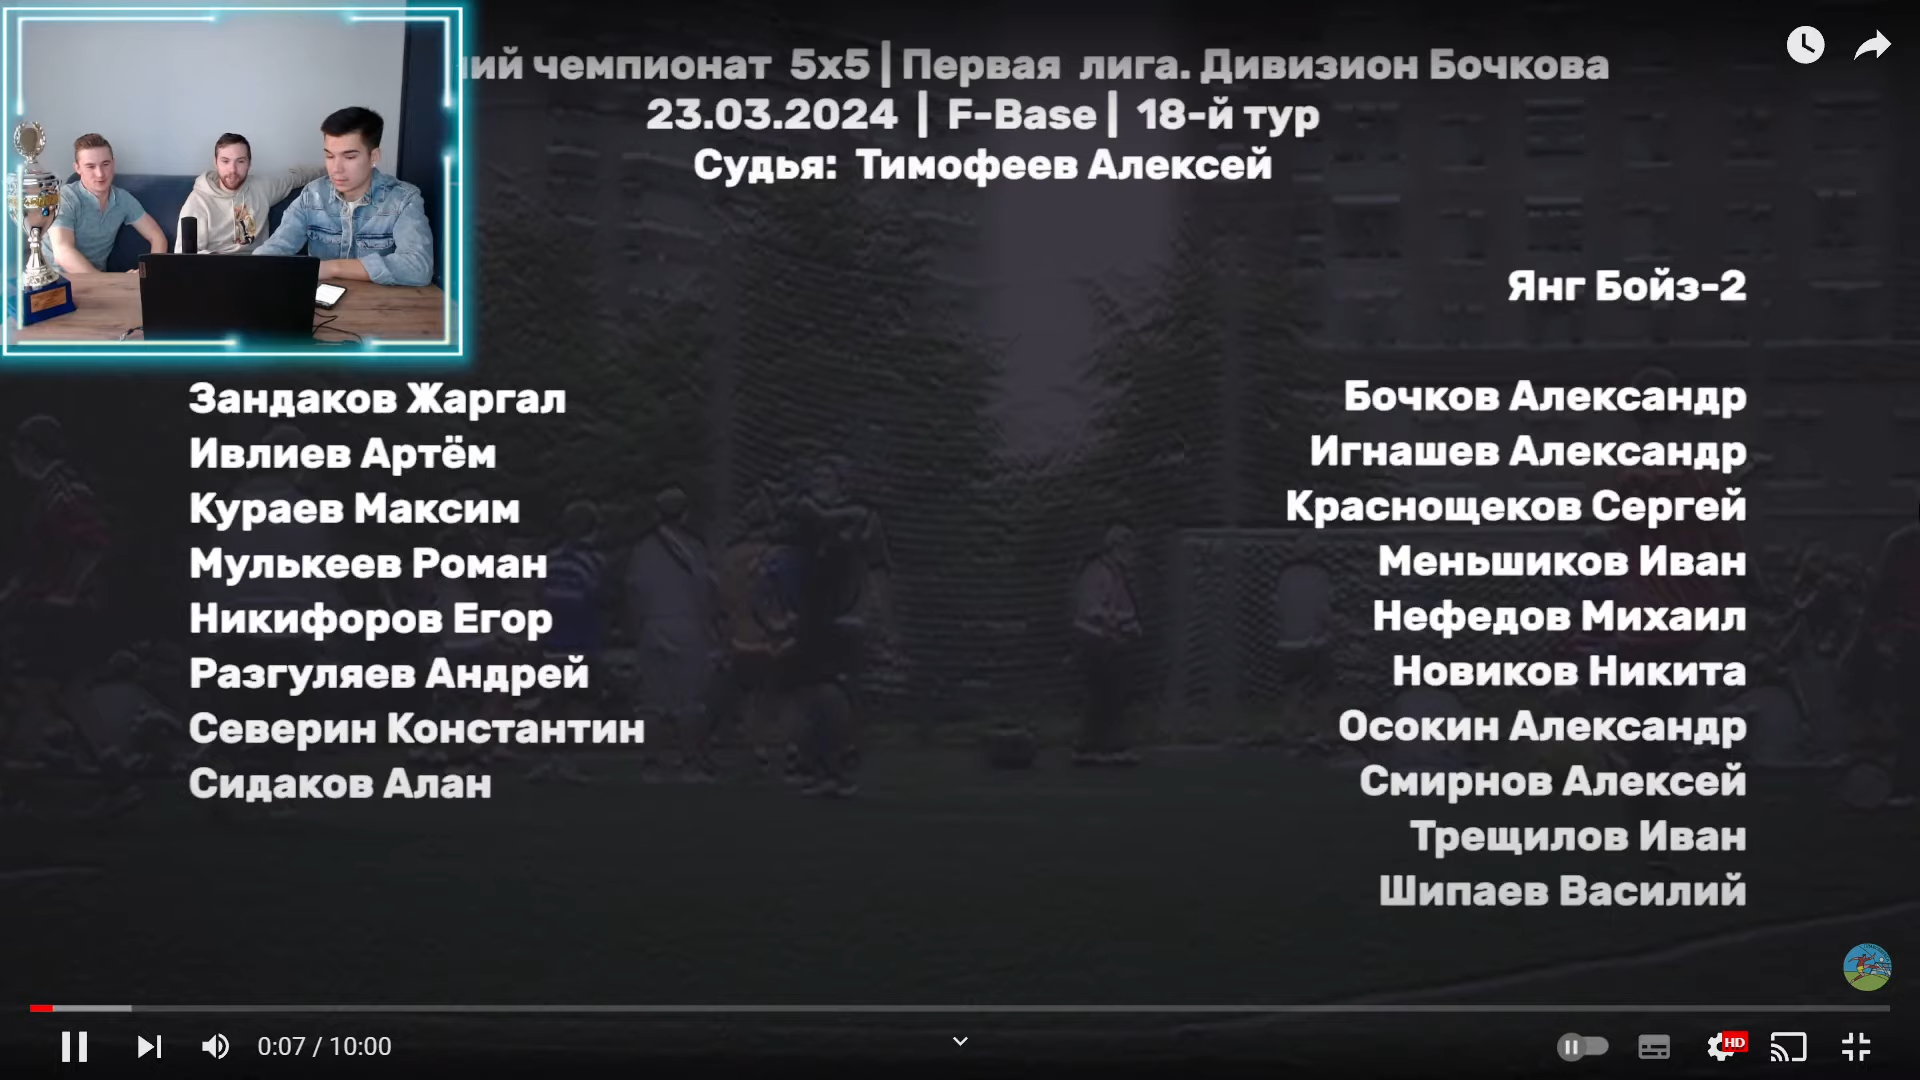 чемпионат 5x5 | Первая лига. Дивизион Бочкова
23.03.2024 | F-Base | 18-й тур
Судья: Тимофеев Алексей
Янг Бойз-2
Зандаков Жаргал
Ивлиев Артём
Кураев Максим
Мулькеев Роман
Никифоров Егор
Разгуляев Андрей
Северин Константин
Сидаков Алан
Бочков Александр
Игнашев Александр
Краснощеков Сергей
Меньшиков Иван
Нефедов Михаил
Новиков Никита
Осокин Александр
Смирнов Алексей
Трещилов Иван
Шипаев Василий
0:07 / 10:00
HD